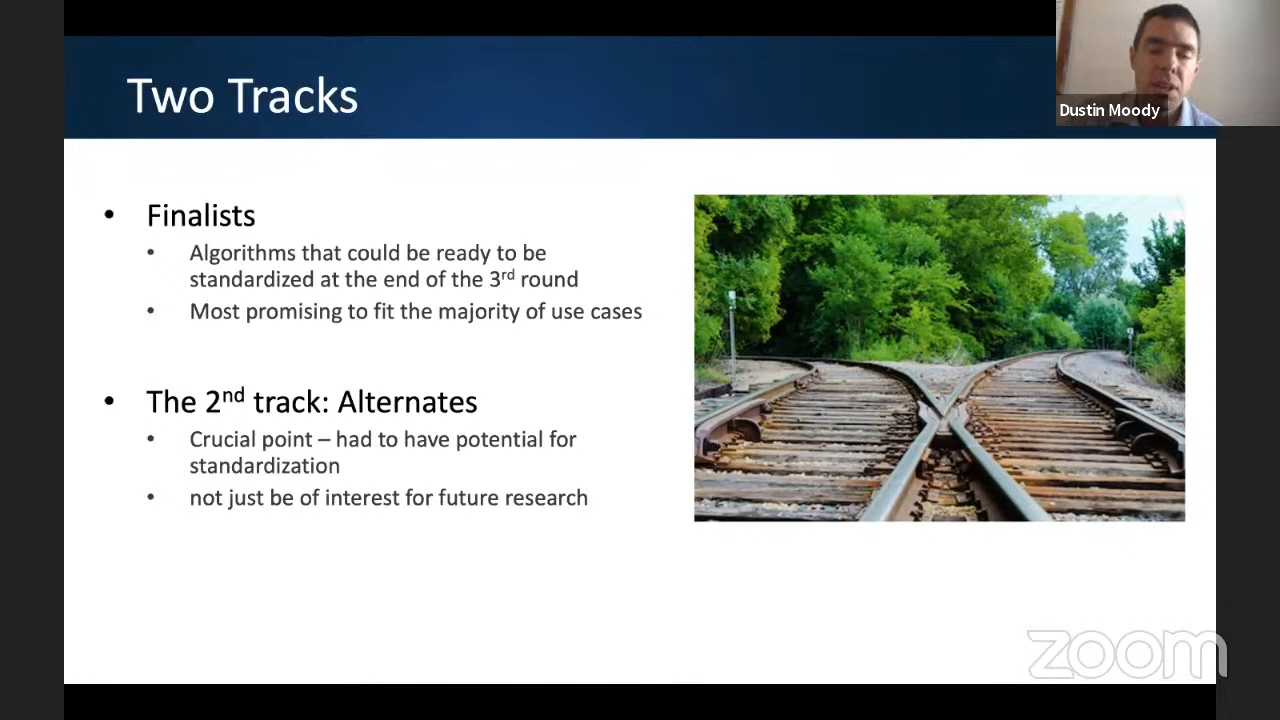 Two Tracks
Dustin Moody
• Finalists
• Algorithms that could be ready to be
standardized at the end of the 3rd round
• Most promising to fit the majority of use cases
• The 2nd track: Alternates
• Crucial point – had to have potential for
standardization
• not just be of interest for future research
zoom